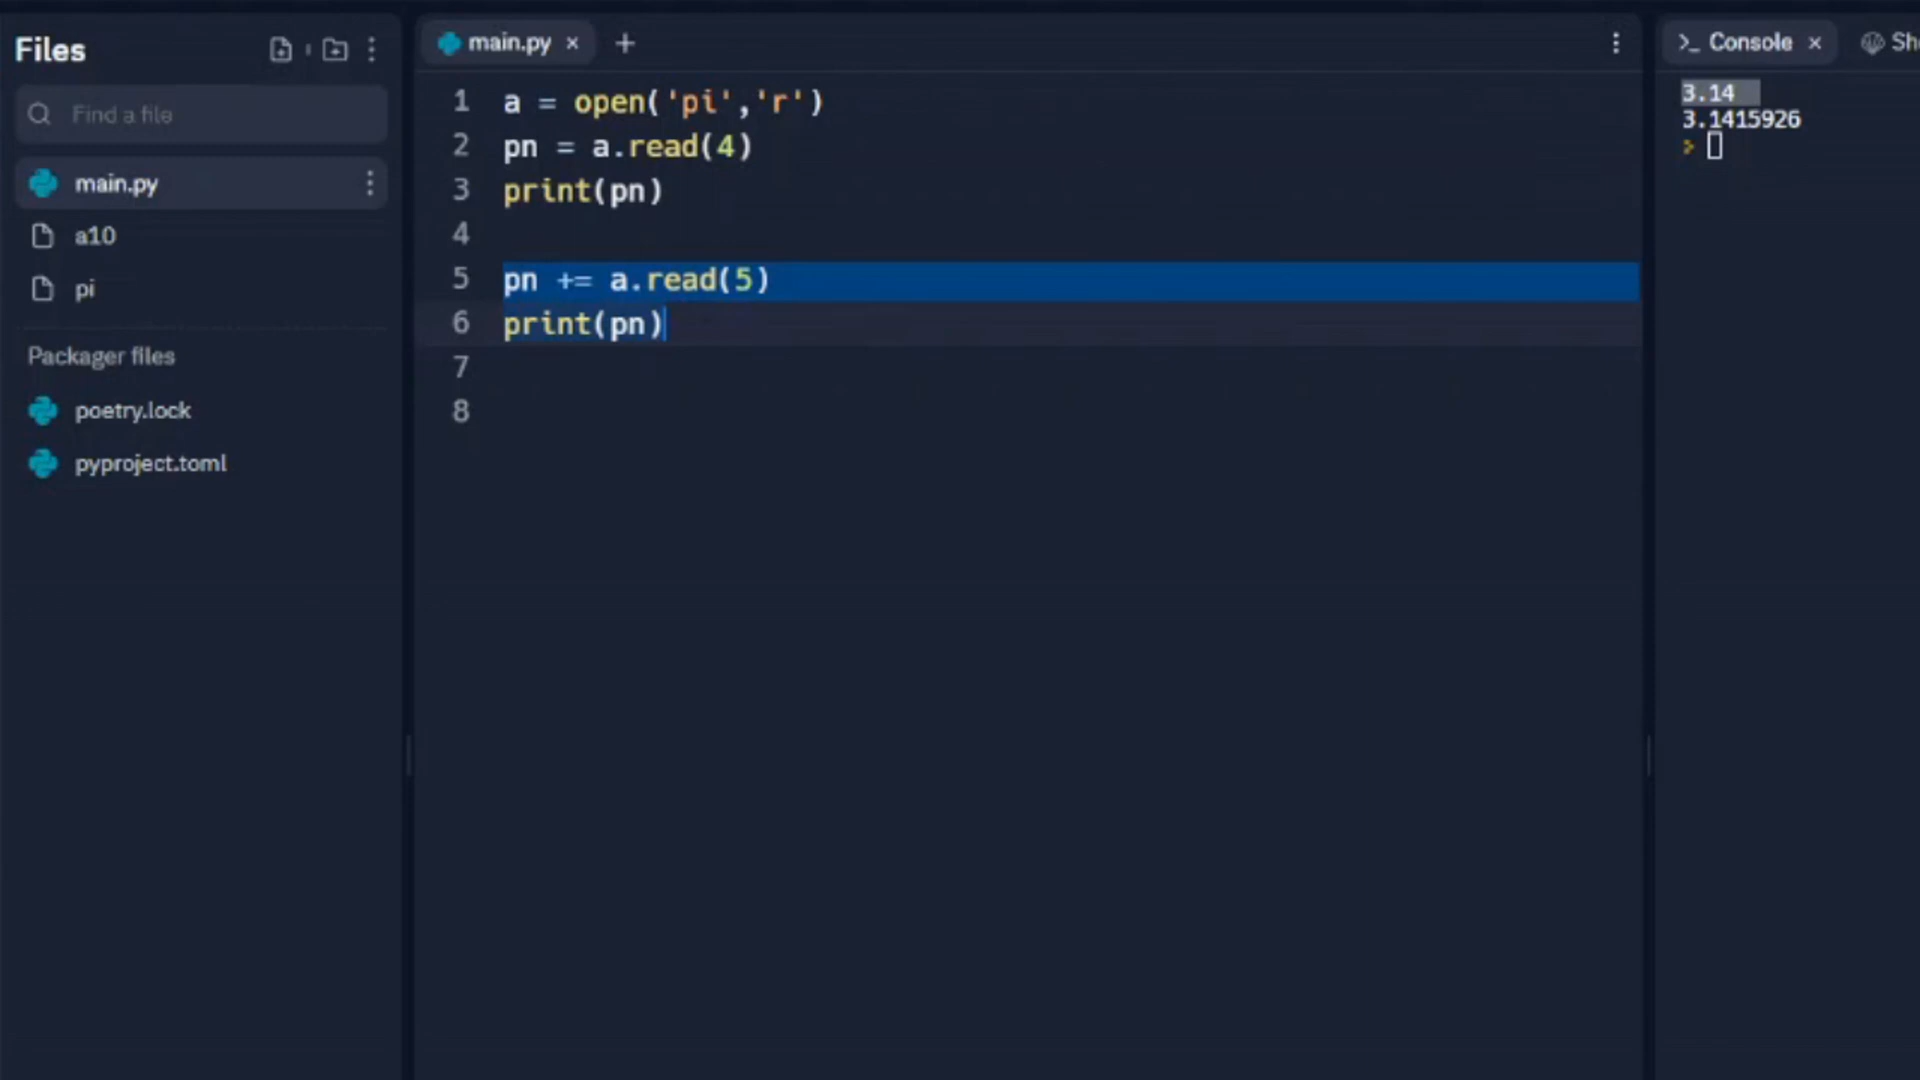 Files
Find a file
main.py
a10
pi
Packager files
poetry.lock
pyproject.toml
main.py
1 a = open('pi','r')
2 pn = a.read(4)
3 print(pn)
4
5 pn += a.read(5)
6 print(pn)
7
8
>_ Console
3.14
3.1415926